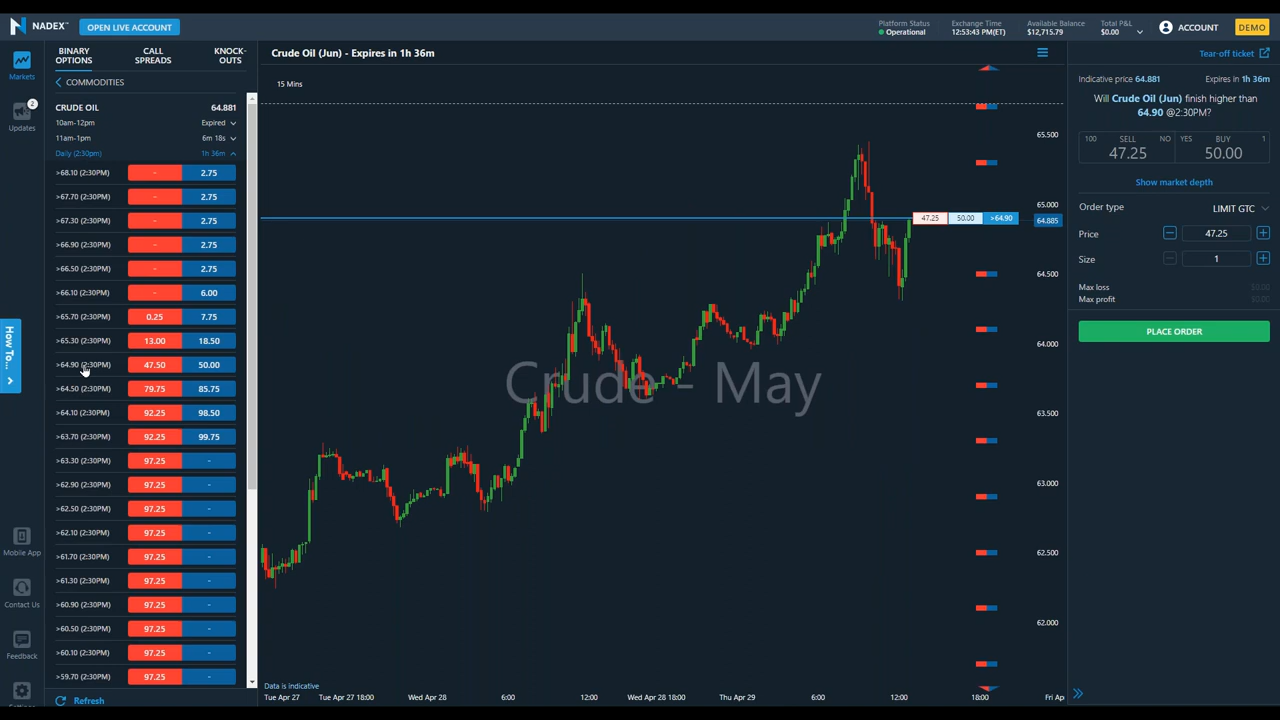 NADEX™
OPEN LIVE ACCOUNT
Platform Status
Operational
Exchange Time
12:53:43 PM(ET)
Available Balance
$12,715.79
Total P&L
$0.00
ACCOUNT
DEMO
Markets
2
Updates
How To...
Mobile App
Contact Us
Feedback
BINARY
OPTIONS
CALL
SPREADS
KNOCK-
OUTS
COMMODITIES
CRUDE OIL 64.881
10am-12pm Expired
11am-1pm 6m 18s
Daily (2:30pm) 1h 36m
>68.10 (2:30PM) - 2.75
>67.70 (2:30PM) - 2.75
>67.30 (2:30PM) - 2.75
>66.90 (2:30PM) - 2.75
>66.50 (2:30PM) - 2.75
>66.10 (2:30PM) - 6.00
>65.70 (2:30PM) 0.25 7.75
>65.30 (2:30PM) 13.00 18.50
>64.90 (2:30PM) 47.50 50.00
>64.50 (2:30PM) 79.75 85.75
>64.10 (2:30PM) 92.25 98.50
>63.70 (2:30PM) 92.25 99.75
>63.30 (2:30PM) 97.25 -
>62.90 (2:30PM) 97.25 -
>62.50 (2:30PM) 97.25 -
>62.10 (2:30PM) 97.25 -
>61.70 (2:30PM) 97.25 -
>61.30 (2:30PM) 97.25 -
>60.90 (2:30PM) 97.25 -
>60.50 (2:30PM) 97.25 -
>60.10 (2:30PM) 97.25 -
>59.70 (2:30PM) 97.25 -
Refresh
Crude Oil (Jun) - Expires in 1h 36m
15 Mins
65.500
65.000
47.25 50.00 >64.90 64.885
64.500
64.000
Crude - May
63.500
63.000
62.500
62.000
Data is indicative
Tue Apr 27 Tue Apr 27 18:00 Wed Apr 28 6:00 12:00 Wed Apr 28 18:00 Thu Apr 29 6:00 12:00 18:00 Fri Ap
Tear-off ticket
Indicative price 64.881 Expires in 1h 36m
Will Crude Oil (Jun) finish higher than
64.90 @2:30PM?
100 SELL NO YES BUY 1
47.25 50.00
Show market depth
Order type LIMIT GTC
Price 47.25
Size 1
Max loss $0.00
Max profit $0.00
PLACE ORDER